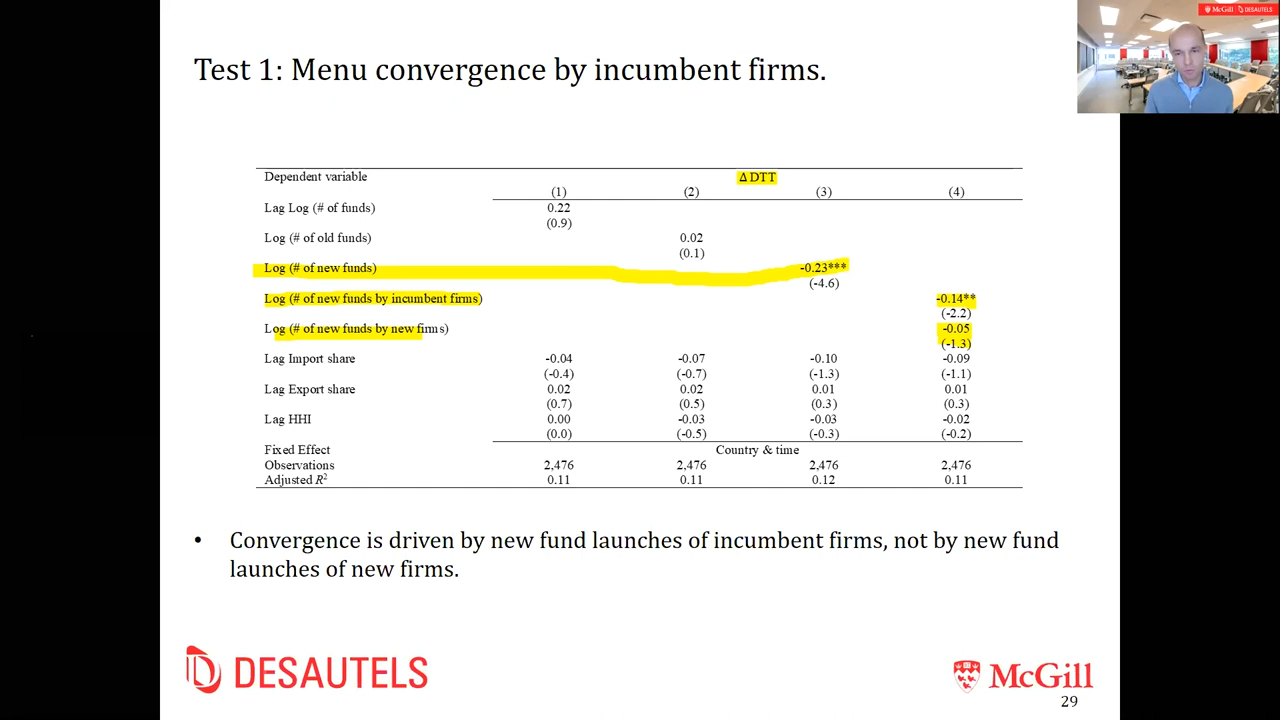 McGill DESAUTELS
Test 1: Menu convergence by incumbent firms.
Dependent variable Δ DTT
(1) (2) (3) (4)
Lag Log (# of funds) 0.22
(0.9)
Log (# of old funds) 0.02
(0.1)
Log (# of new funds) -0.23***
(-4.6)
Log (# of new funds by incumbent firms) -0.14**
(-2.2)
Log (# of new funds by new firms) -0.05
(-1.3)
Lag Import share -0.04 -0.07 -0.10 -0.09
(-0.4) (-0.7) (-1.3) (-1.1)
Lag Export share 0.02 0.02 0.01 0.01
(0.7) (0.5) (0.3) (0.3)
Lag HHI 0.00 -0.03 -0.03 -0.02
(0.0) (-0.5) (-0.3) (-0.2)
Fixed Effect Country & time
Observations 2,476 2,476 2,476 2,476
Adjusted R² 0.11 0.11 0.12 0.11
• Convergence is driven by new fund launches of incumbent firms, not by new fund
launches of new firms.
DESAUTELS
McGill
29